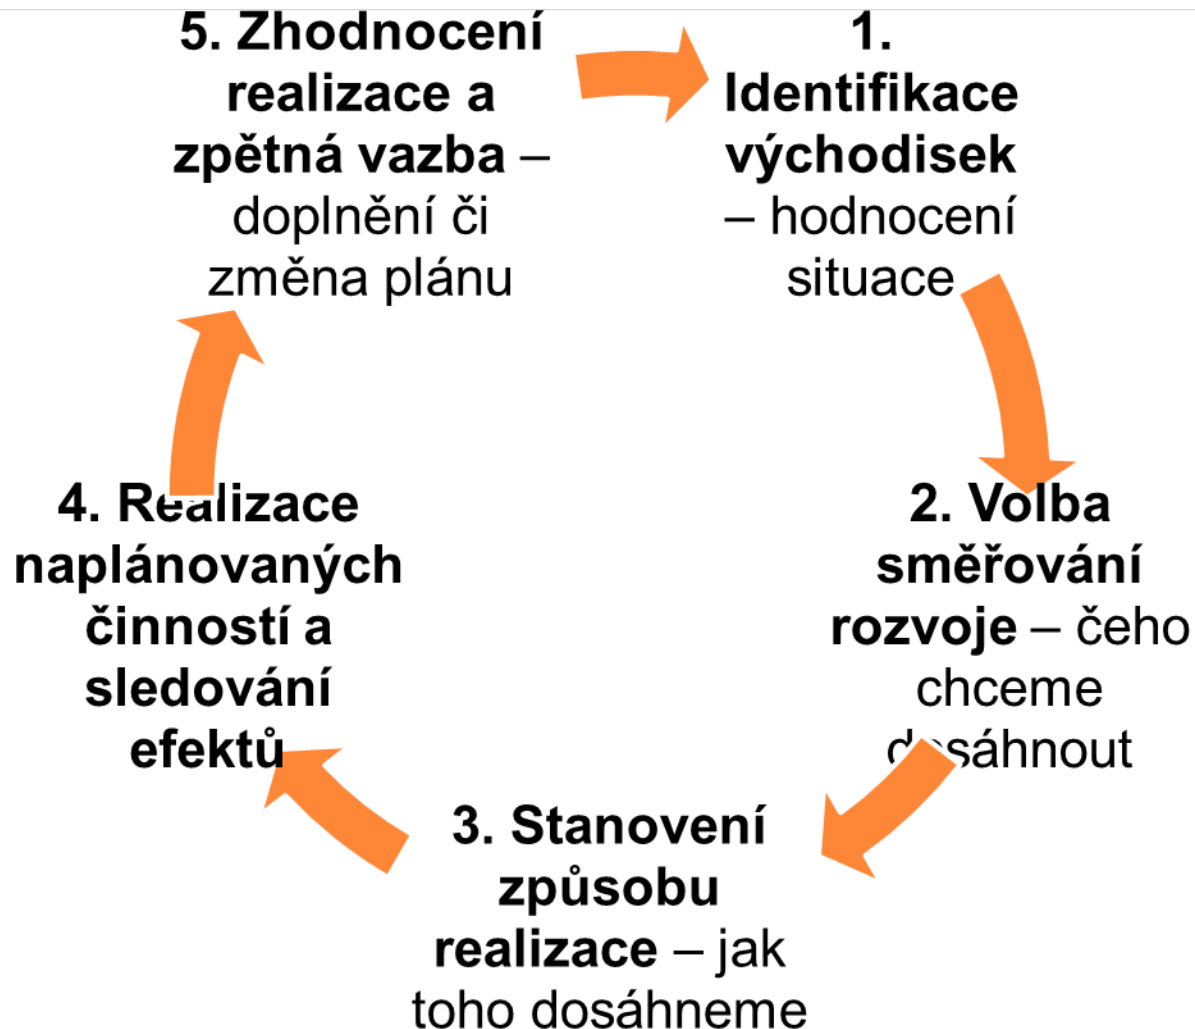 1.
Identifikace
východisek
– hodnocení
situace
2. Volba
směřování
rozvoje – čeho
chceme
dosáhnout
3. Stanovení
způsobu
realizace – jak
toho dosáhneme
4. Realizace
naplánovaných
činností a
sledování
efektů
5. Zhodnocení
realizace a
zpětná vazba –
doplnění či
změna plánu